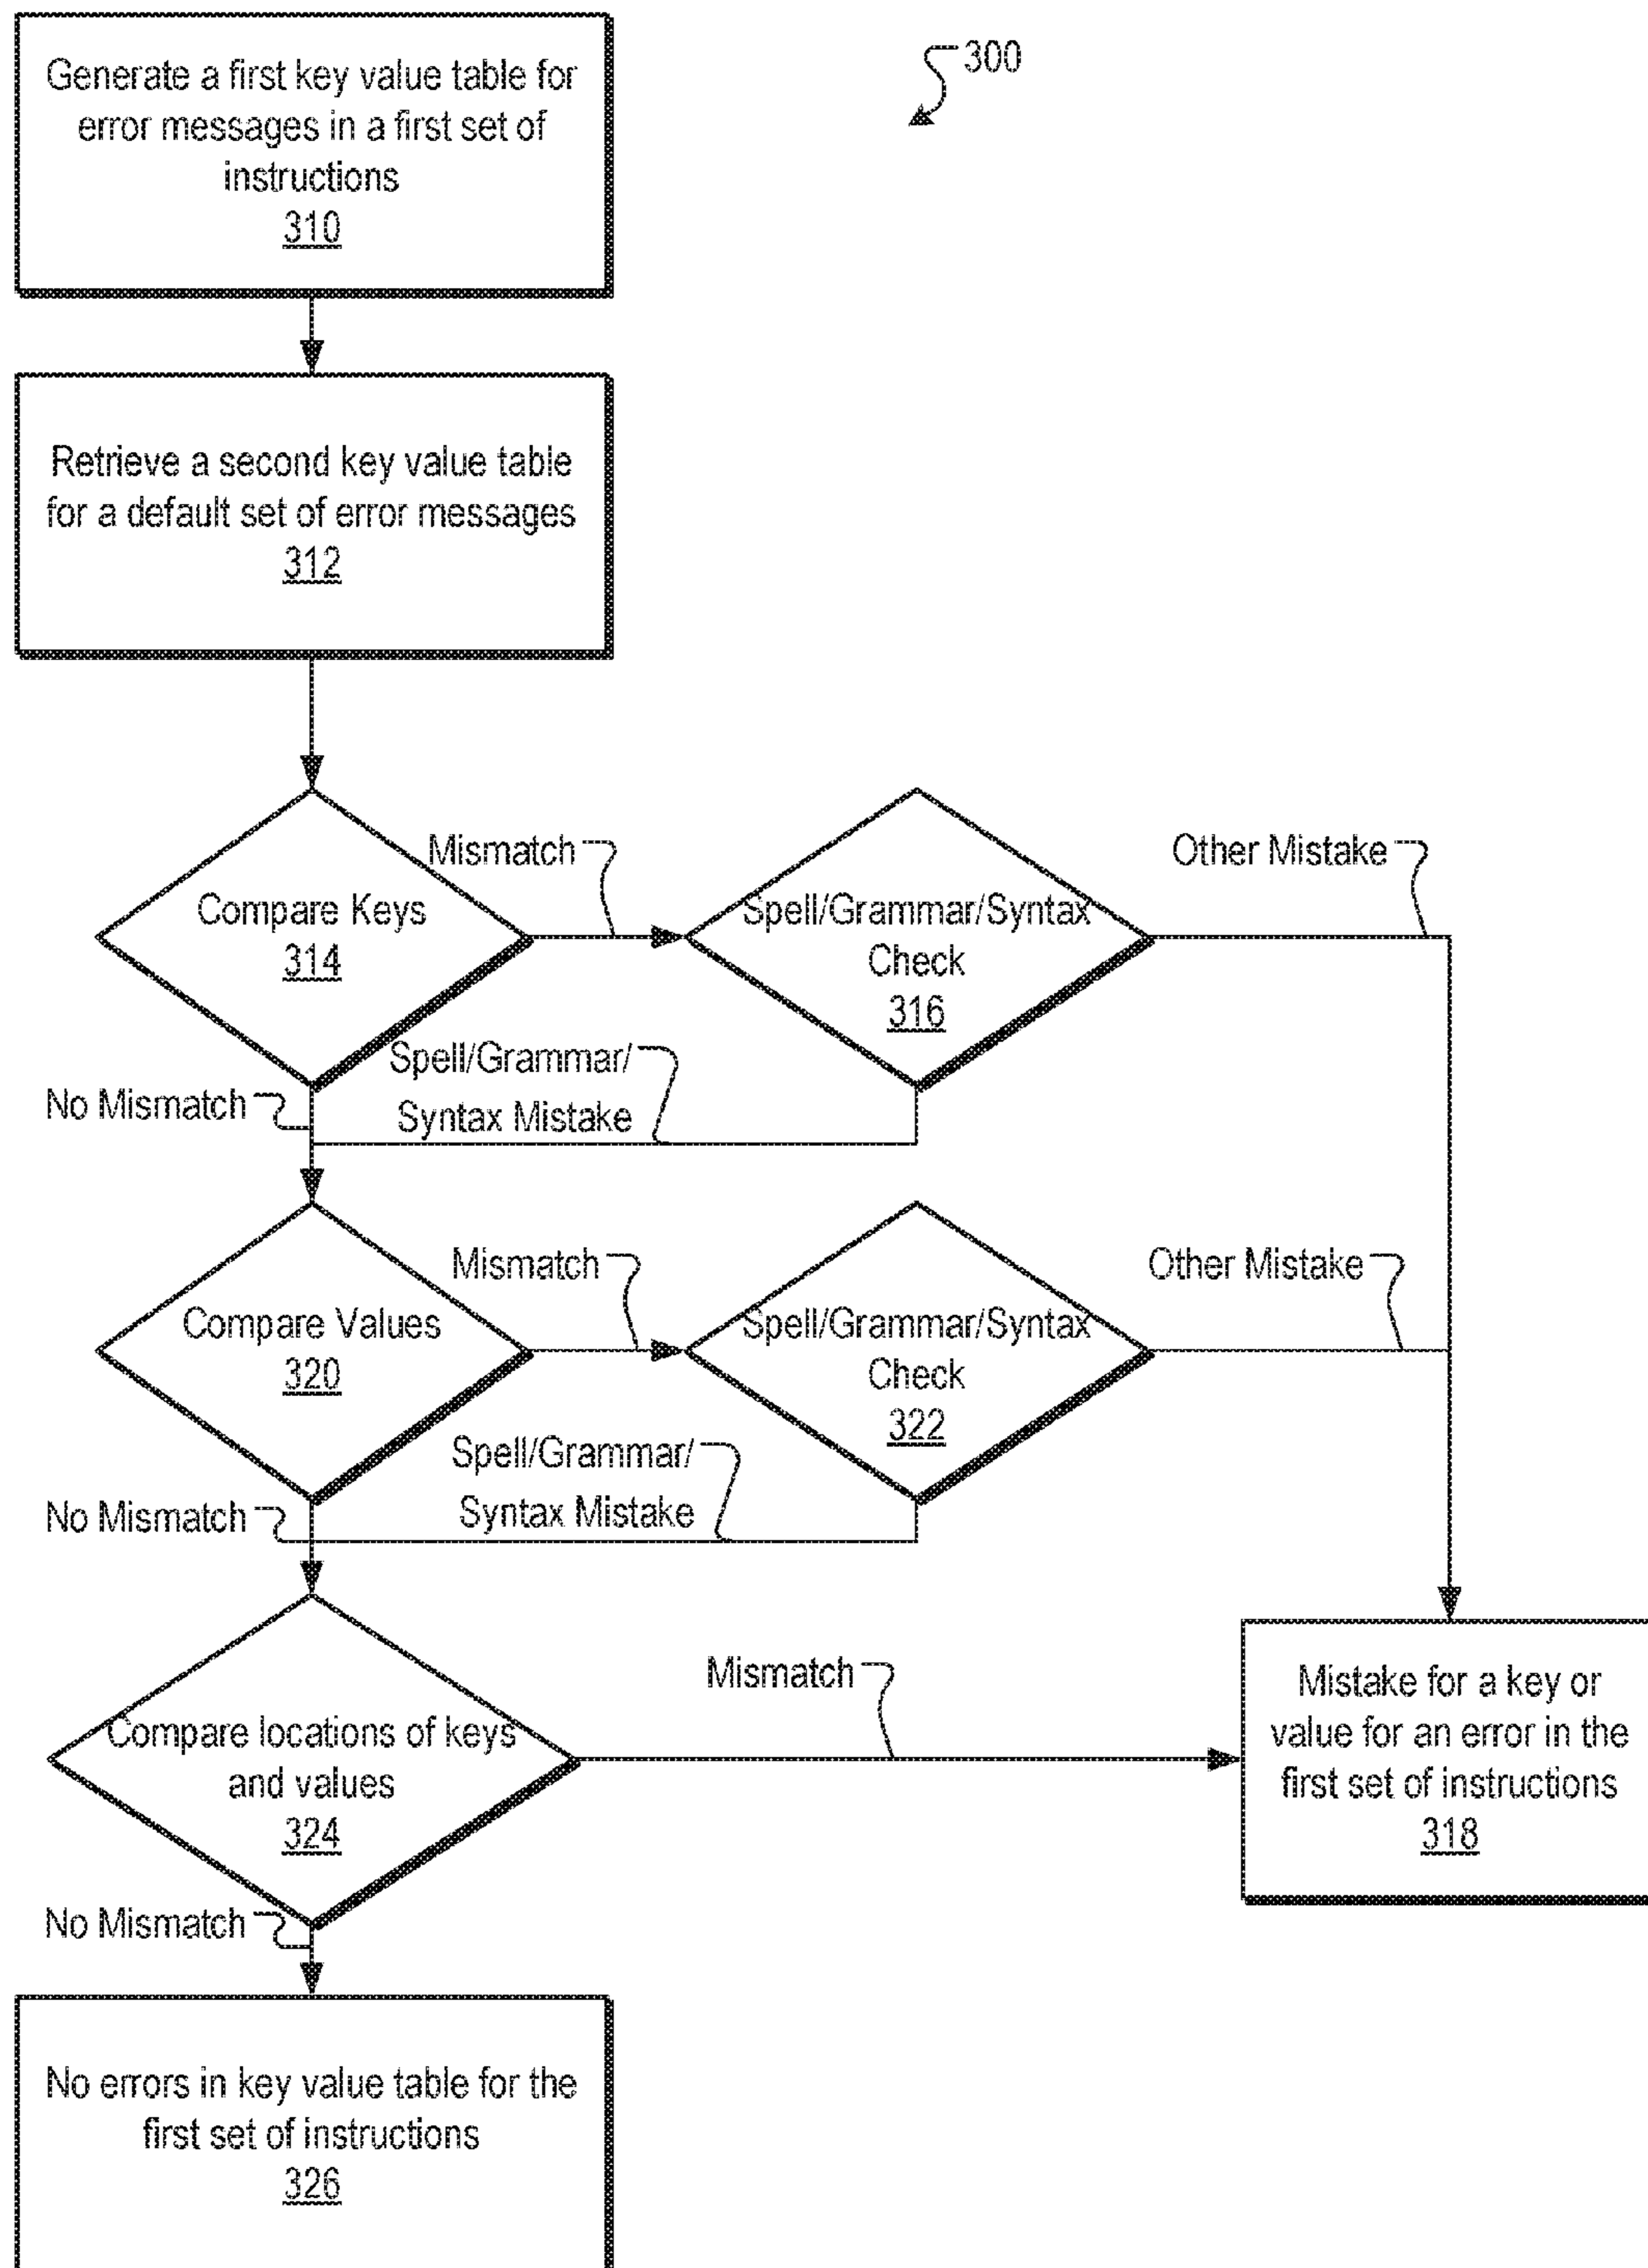 Generate a first key value table for
error messages in a first set of
instructions
310
300
Retrieve a second key value table
for a default set of error messages
312
Compare Keys
314
Mismatch
Spell/Grammar/Syntax
Check
316
Other Mistake
No Mismatch
Spell/Grammar/
Syntax Mistake
Compare Values
320
Mismatch
Spell/Grammar/Syntax
Check
322
Other Mistake
No Mismatch
Spell/Grammar/
Syntax Mistake
Compare locations of keys
and values
324
Mismatch
Mistake for a key or
value for an error in the
first set of instructions
318
No Mismatch
No errors in key value table for the
first set of instructions
326